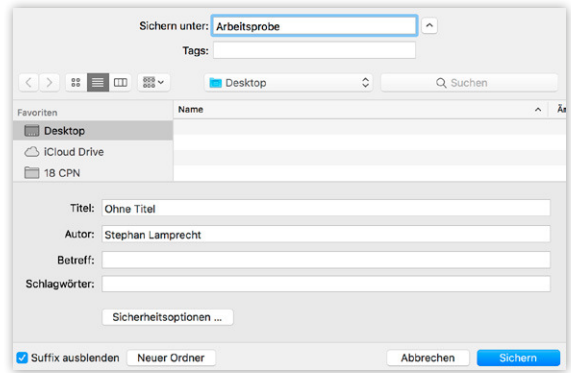 Sichern unter: Arbeitsprobe
Tags:
Desktop Suchen
Favoriten Name
Desktop
iCloud Drive
18 CPN
Titel: Ohne Titel
Autor: Stephan Lamprecht
Betreff:
Schlagwörter:
Sicherheitsoptionen ...
Suffix ausblenden Neuer Ordner Abbrechen Sichern